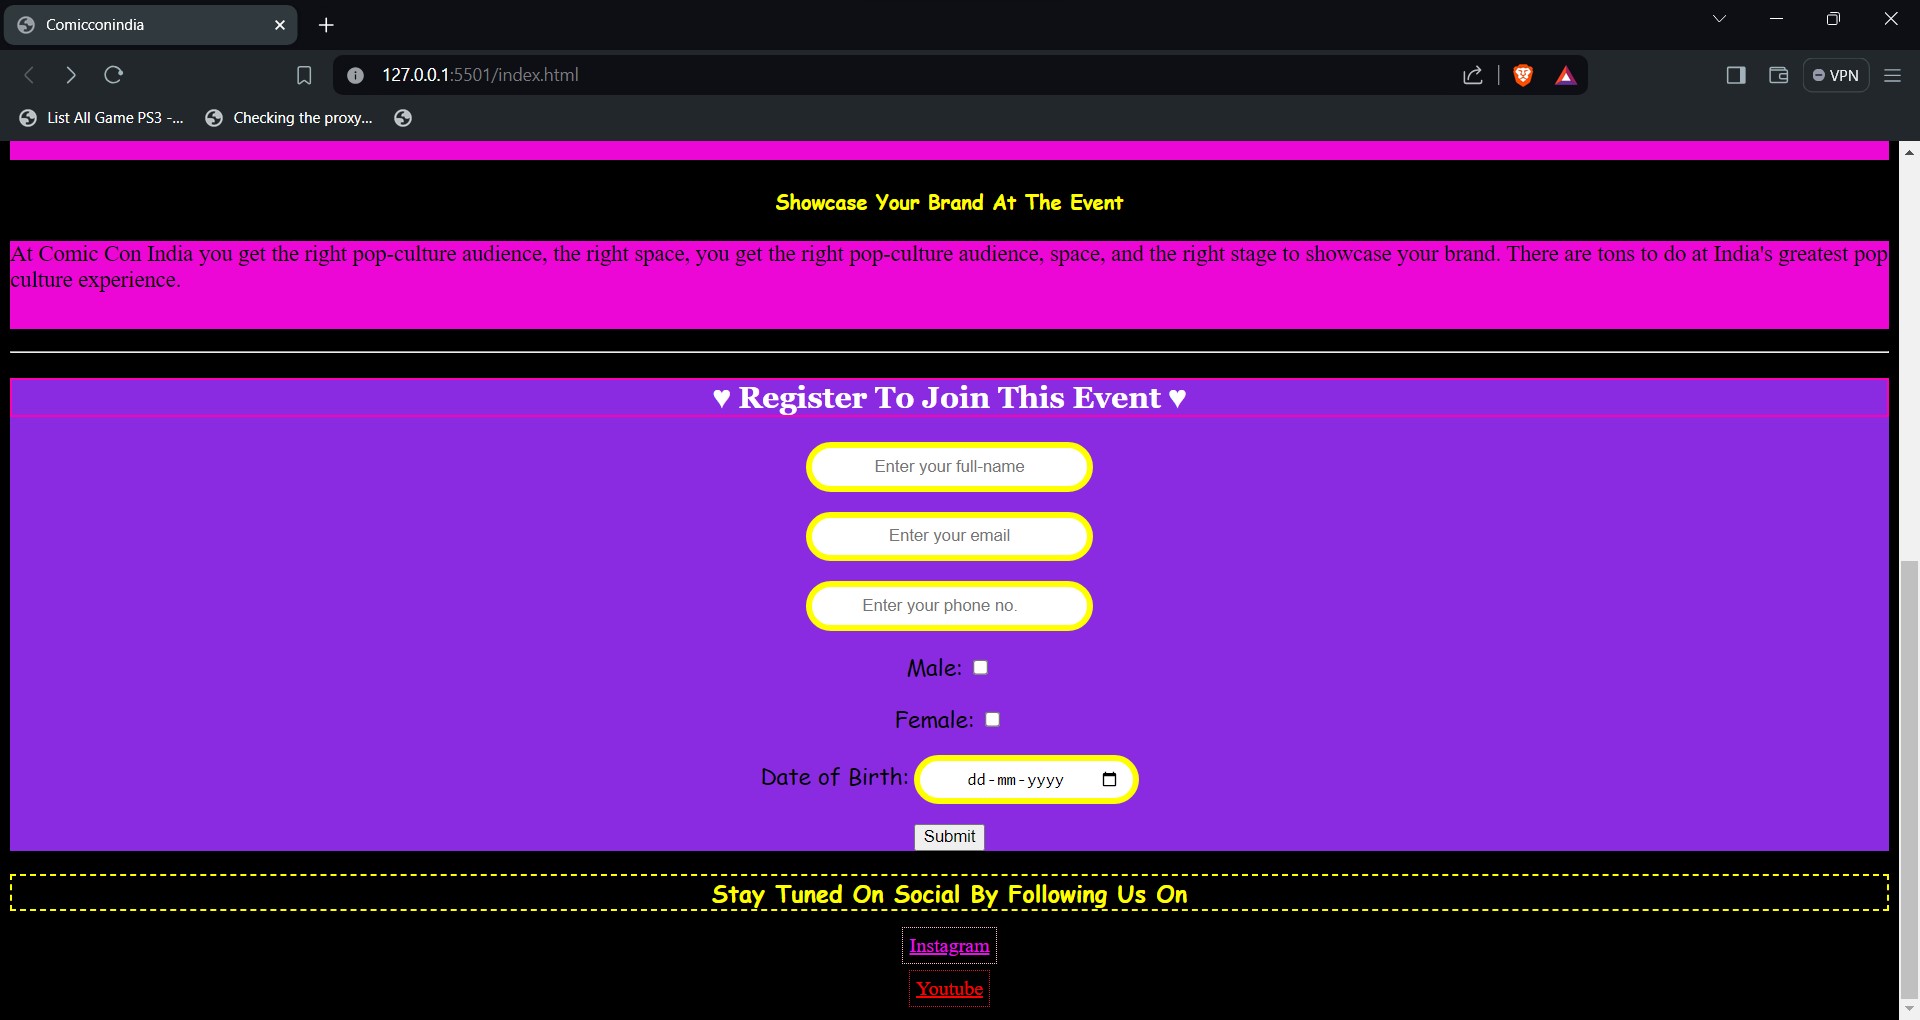 Comicconindia
127.0.0.1:5501/index.html
VPN
List All Game PS3 -...
Checking the proxy...
Showcase Your Brand At The Event
At Comic Con India you get the right pop-culture audience, the right space, you get the right pop-culture audience, space, and the right stage to showcase your brand. There are tons to do at India's greatest pop
culture experience.
♥ Register To Join This Event ♥
Enter your full-name
Enter your email
Enter your phone no.
Male:
Female:
Date of Birth: dd-mm-yyyy
Submit
Stay Tuned On Social By Following Us On
Instagram
Youtube